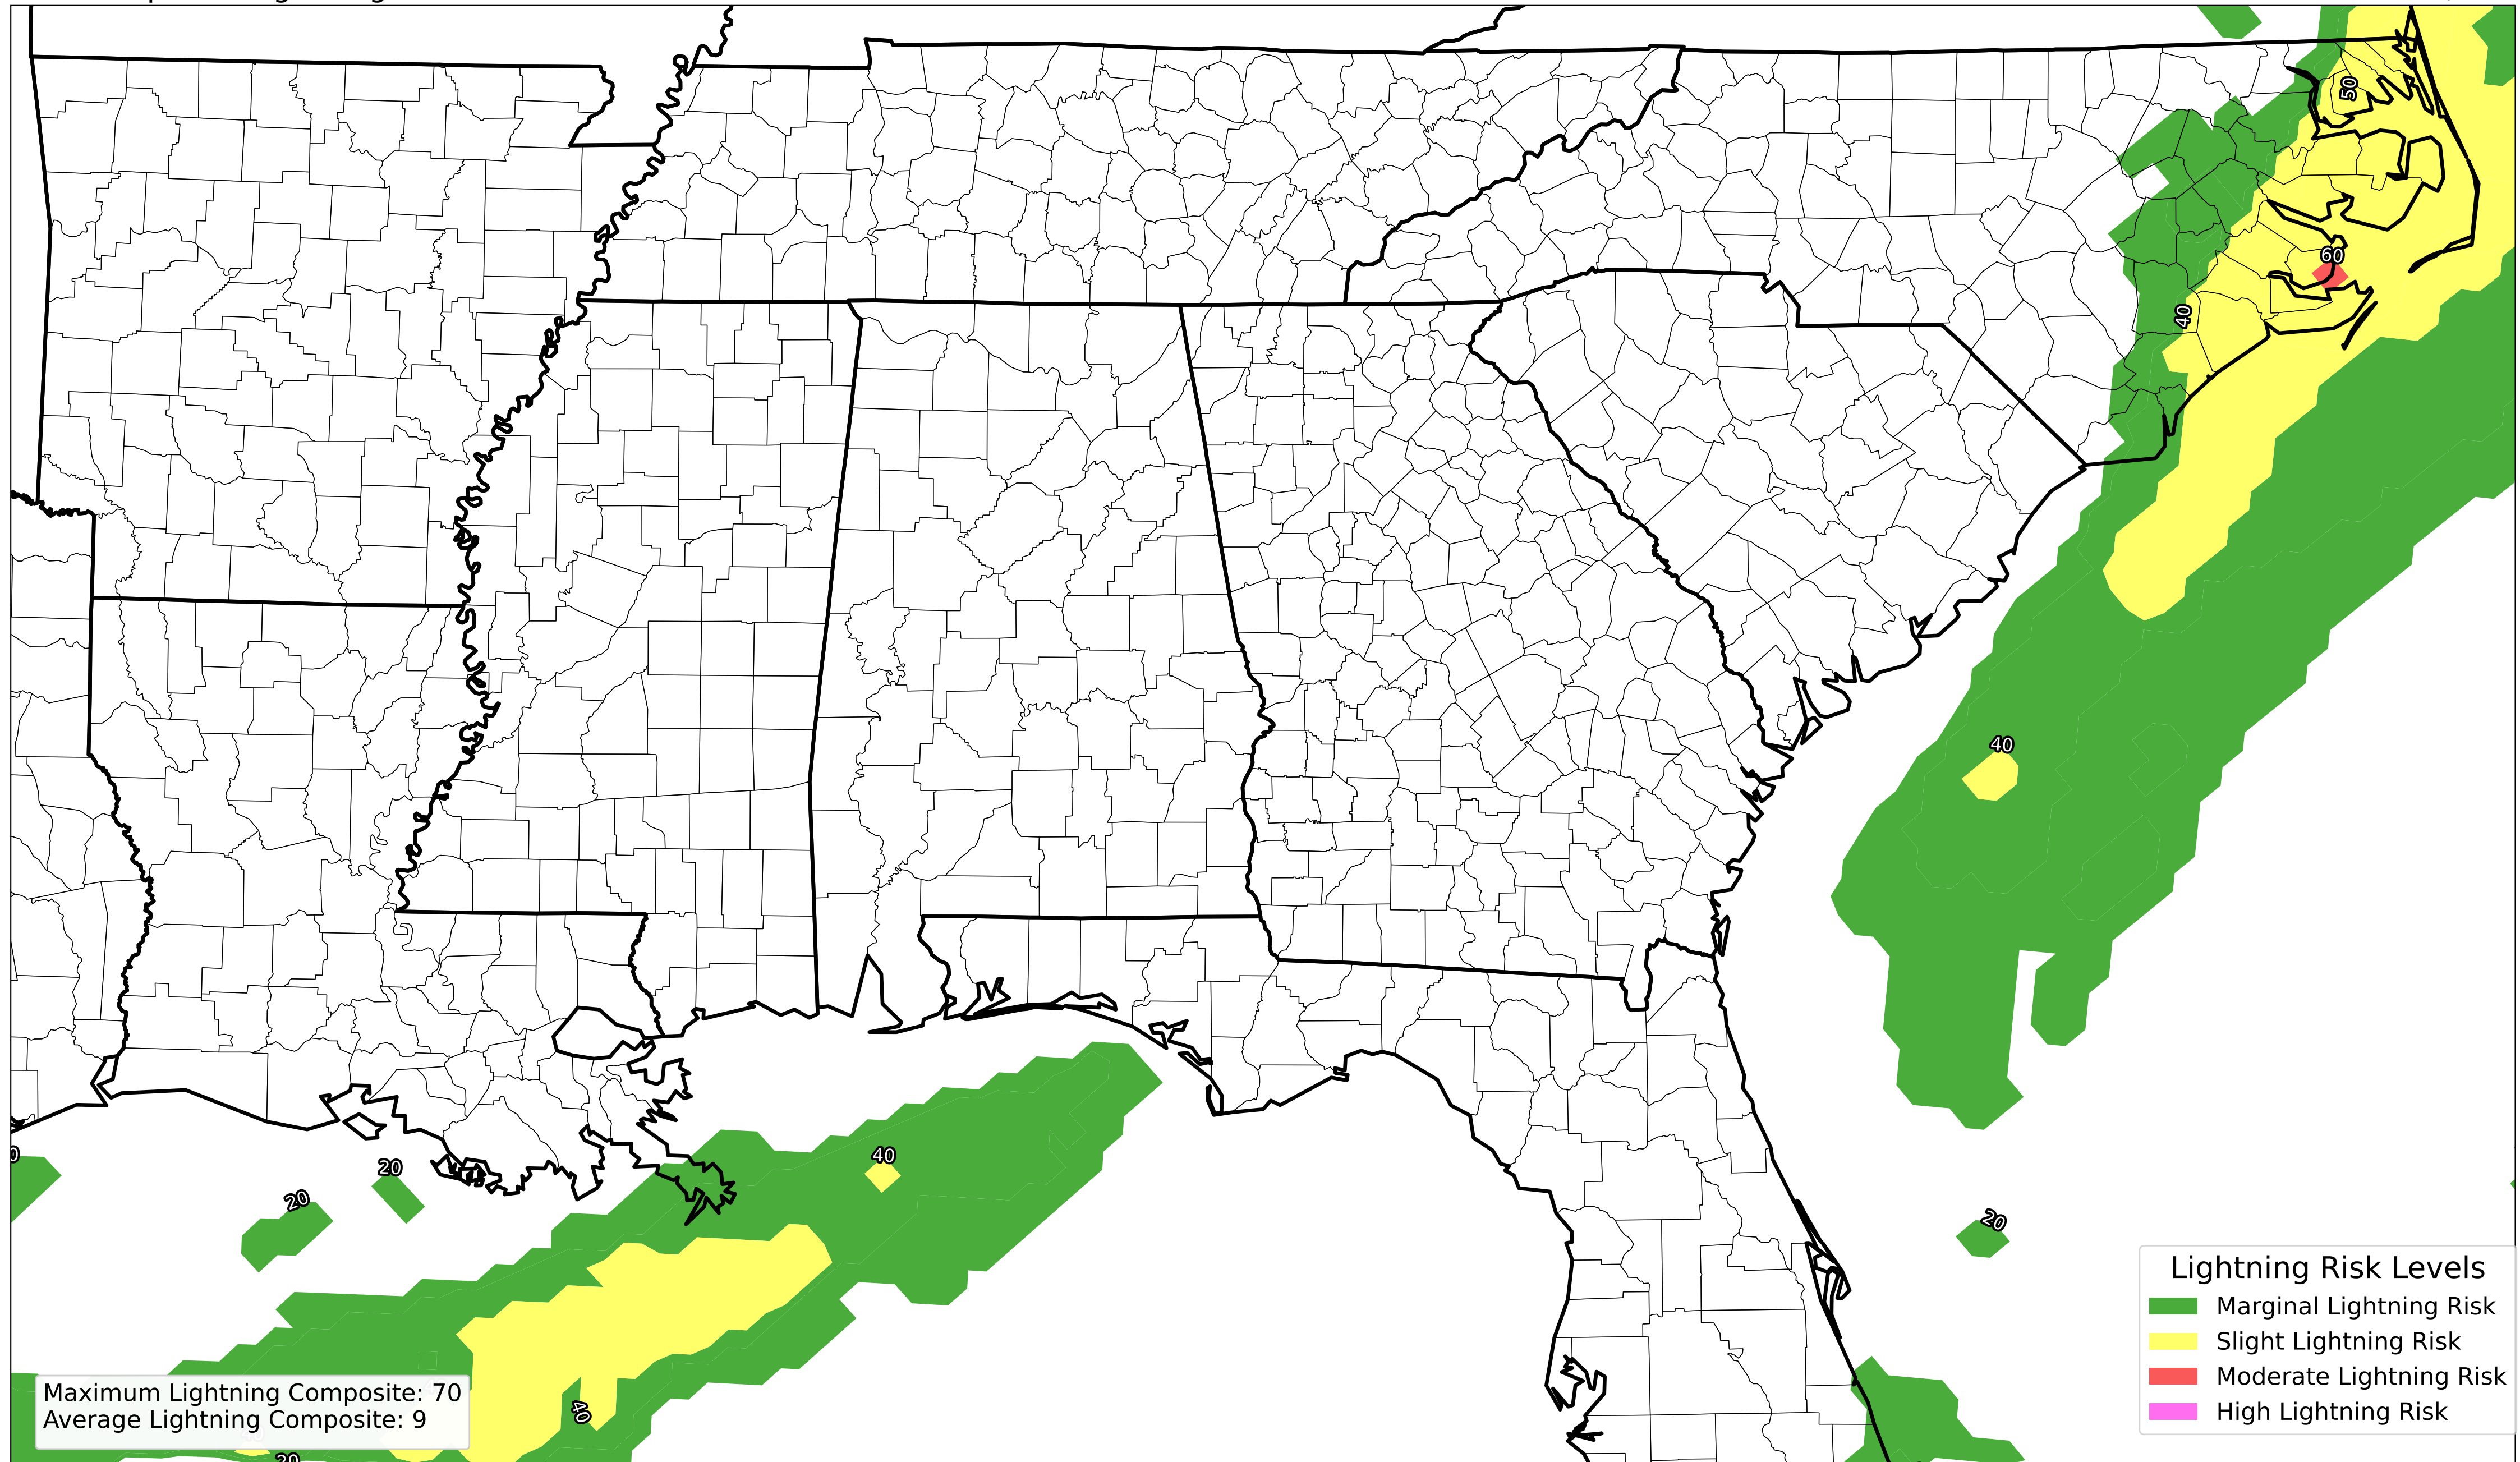 50
60
40
40
0
20
40
20
20
Lightning Risk Levels
Marginal Lightning Risk
Slight Lightning Risk
Moderate Lightning Risk
High Lightning Risk
Maximum Lightning Composite: 70
Average Lightning Composite: 9
40
20